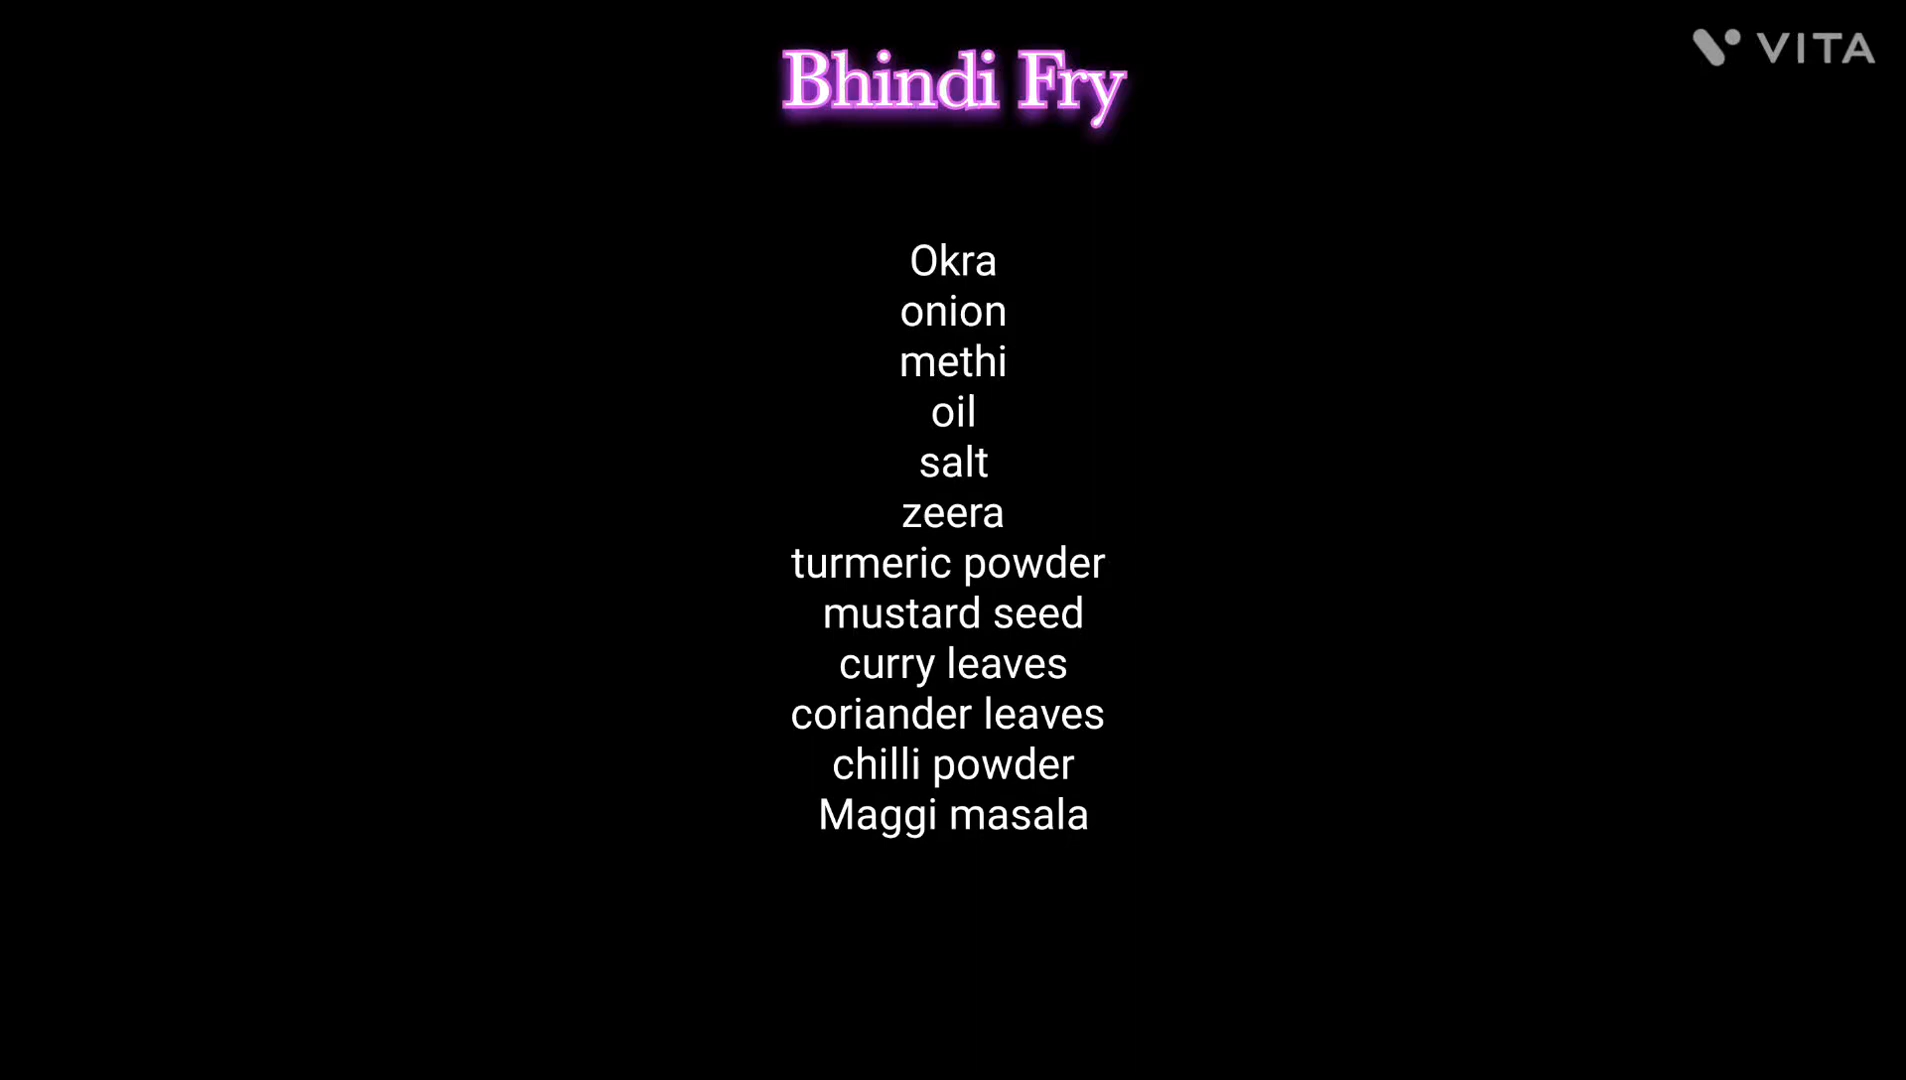 Bhindi Fry
VITA
Okra
onion
methi
oil
salt
zeera
turmeric powder
mustard seed
curry leaves
coriander leaves
chilli powder
Maggi masala